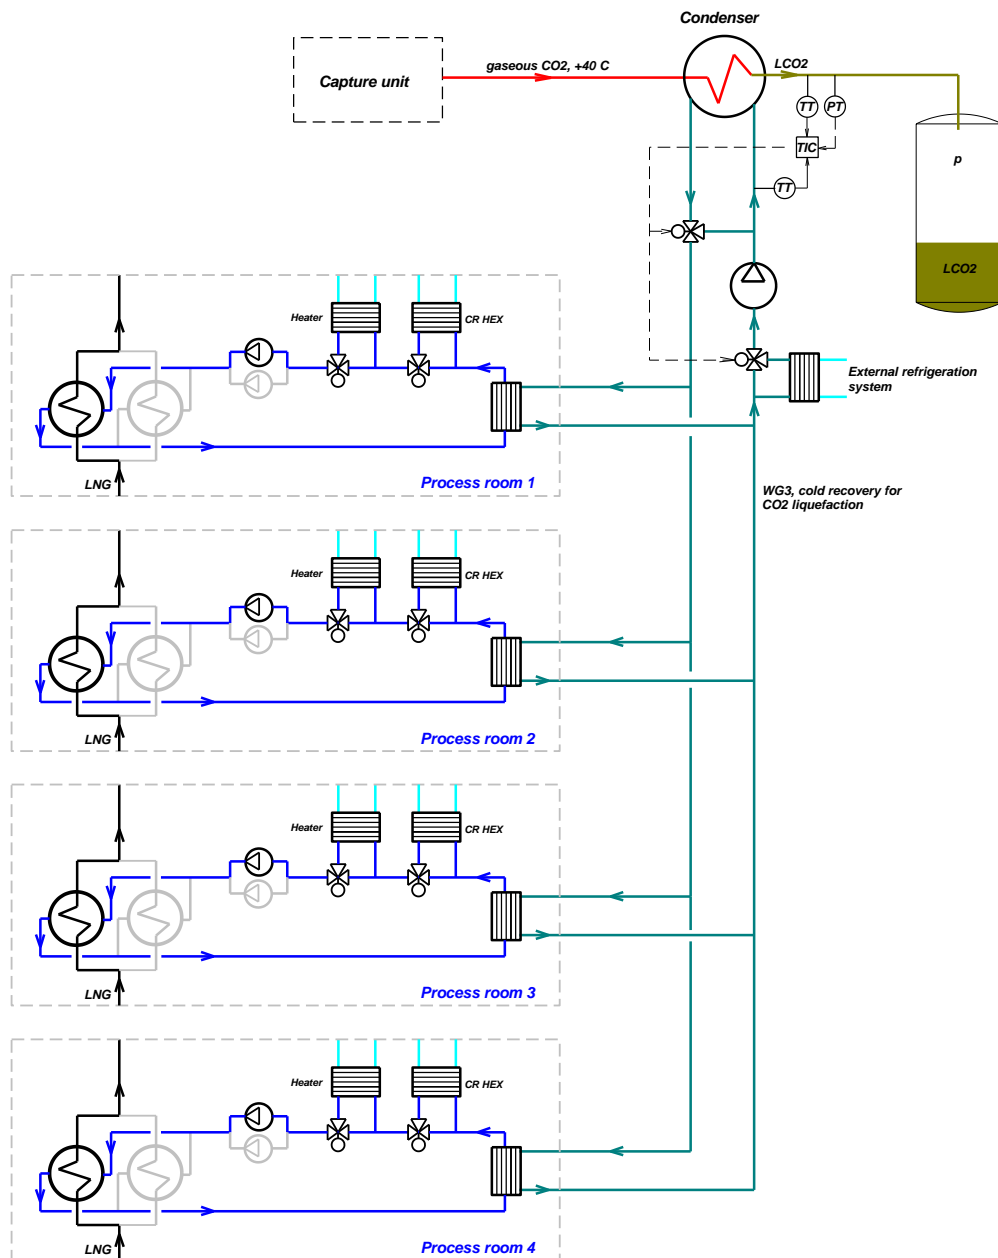 Condenser
Capture unit
gaseous CO2, +40 C
LCO2
TT
PT
TIC
TT
p
LCO2
Heater
CR HEX
External refrigeration
system
LNG
Process room 1
WG3, cold recovery for
CO2 liquefaction
Heater
CR HEX
LNG
Process room 2
Heater
CR HEX
LNG
Process room 3
Heater
CR HEX
LNG
Process room 4